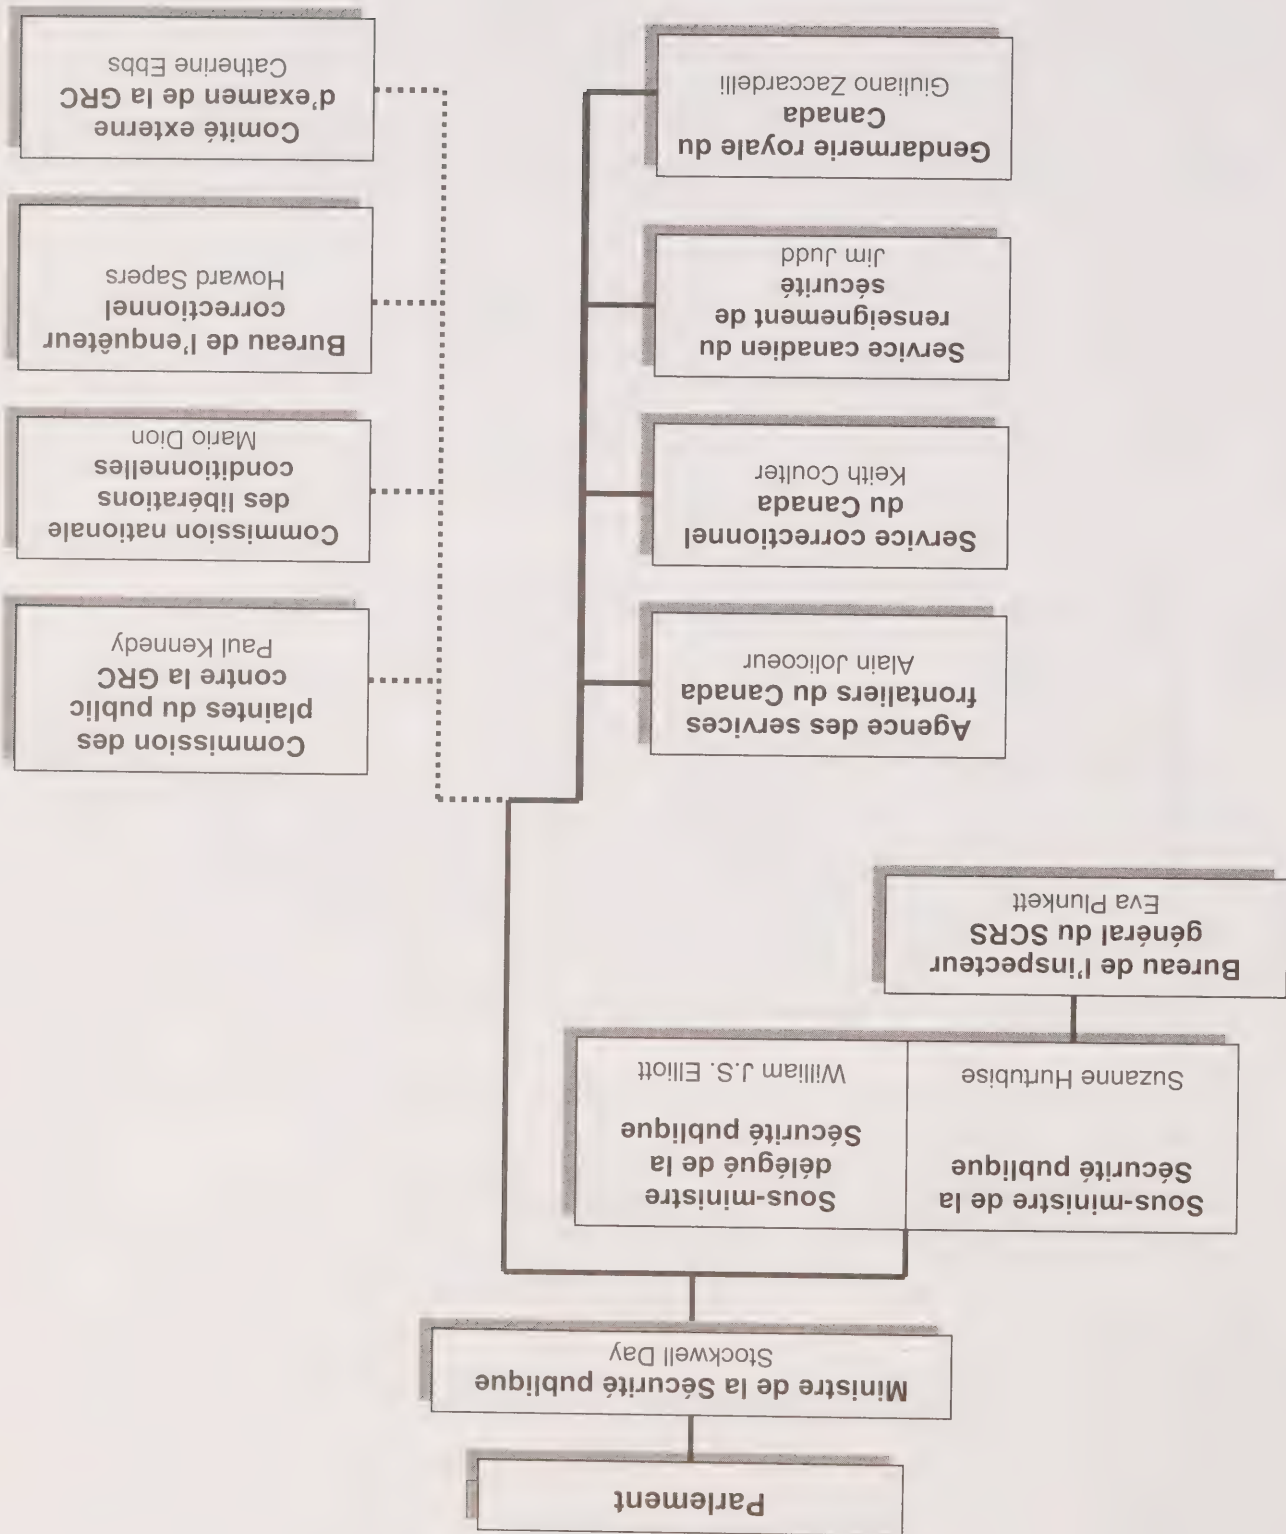 Parlement
Ministre de la Sécurité publique
Stockwell Day
Sous-ministre de la
Sécurité publique
Suzanne Hurtubise
Sous-ministre
délégué de la
Sécurité publique
William J.S. Elliott
Bureau de l'inspecteur
général du SCRS
Eva Plunkett
Commission des
plaintes du public
contre la GRC
Paul Kennedy
Commission nationale
des libérations
conditionnelles
Mario Dion
Bureau de l'enquêteur
correctionnel
Howard Sapers
Comité externe
d'examen de la GRC
Catherine Ebbs
Agence des services
frontaliers du Canada
Alain Jolicoeur
Service correctionnel
du Canada
Keith Coulter
Service canadien du
renseignement de
sécurité
Jim Judd
Gendarmerie royale du
Canada
Giuliano Zaccardelli